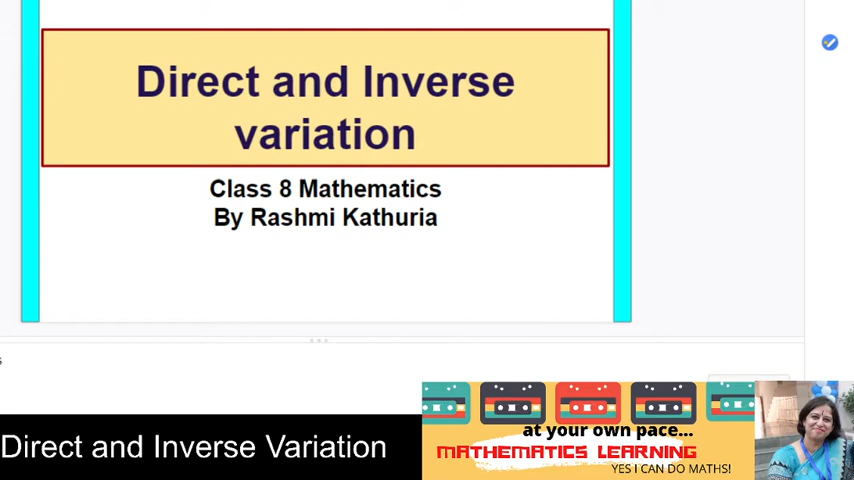 Direct and Inverse
variation
Class 8 Mathematics
By Rashmi Kathuria
s
Direct and Inverse Variation
at your own pace...
MATHEMATICS LEARNING
YES I CAN DO MATHS!